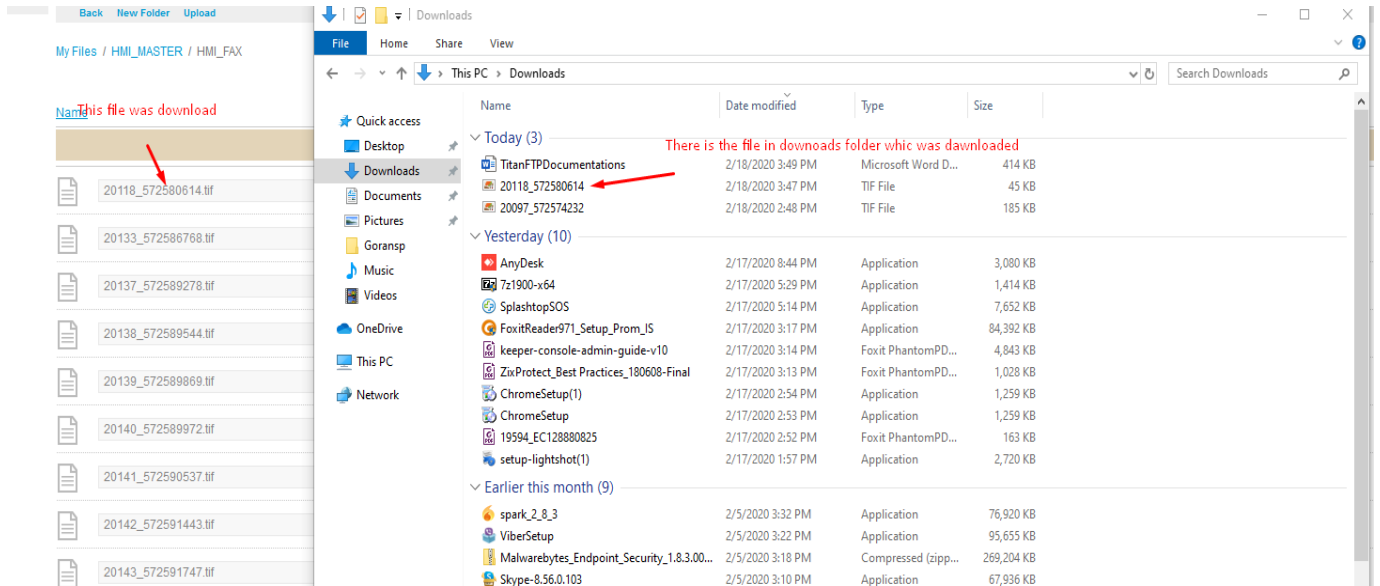 Back New Folder Upload
My Files / HMI_MASTER / HMI_FAX
Name
This file was download
20118_572580614.tif
20133_572586768.tif
20137_572589278.tif
20138_572589544.tif
20139_572589869.tif
20140_572589972.tif
20141_572590537.tif
20142_572591443.tif
20143_572591747.tif
Downloads
File Home Share View
This PC > Downloads
Search Downloads
Quick access
Desktop
Downloads
Documents
Pictures
Goransp
Music
Videos
OneDrive
This PC
Network
Name Date modified Type Size
Today (3)
There is the file in downoads folder whic was dawnloaded
TitanFTPDocumentations 2/18/2020 3:49 PM Microsoft Word D... 414 KB
20118_572580614 2/18/2020 3:47 PM TIF File 45 KB
20097_572574232 2/18/2020 2:48 PM TIF File 185 KB
Yesterday (10)
AnyDesk 2/17/2020 8:44 PM Application 3,080 KB
7z1900-x64 2/17/2020 5:29 PM Application 1,414 KB
SplashtopSOS 2/17/2020 5:14 PM Application 7,652 KB
FoxitReader971_Setup_Prom_IS 2/17/2020 3:17 PM Application 84,392 KB
keeper-console-admin-guide-v10 2/17/2020 3:14 PM Foxit PhantomPD... 4,843 KB
ZixProtect_Best Practices_180608-Final 2/17/2020 3:13 PM Foxit PhantomPD... 1,028 KB
ChromeSetup(1) 2/17/2020 2:54 PM Application 1,259 KB
ChromeSetup 2/17/2020 2:53 PM Application 1,259 KB
19594_EC128880825 2/17/2020 2:52 PM Foxit PhantomPD... 163 KB
setup-lightshot(1) 2/17/2020 1:57 PM Application 2,720 KB
Earlier this month (9)
spark_2_8_3 2/5/2020 3:32 PM Application 76,920 KB
ViberSetup 2/5/2020 3:22 PM Application 95,655 KB
Malwarebytes_Endpoint_Security_1.8.3.00... 2/5/2020 3:18 PM Compressed (zipp... 269,204 KB
Skype-8.56.0.103 2/5/2020 3:10 PM Application 67,936 KB